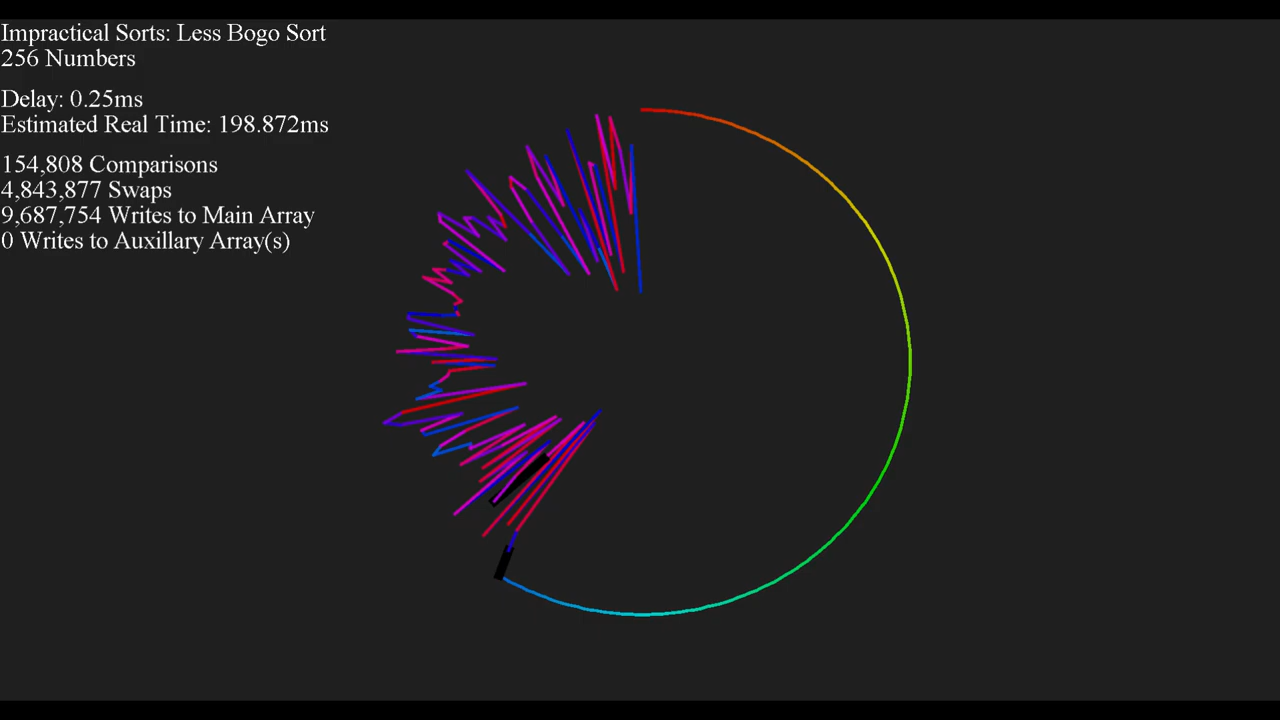 Impractical Sorts: Less Bogo Sort
256 Numbers
Delay: 0.25ms
Estimated Real Time: 198.872ms
154,808 Comparisons
4,843,877 Swaps
9,687,754 Writes to Main Array
0 Writes to Auxillary Array(s)